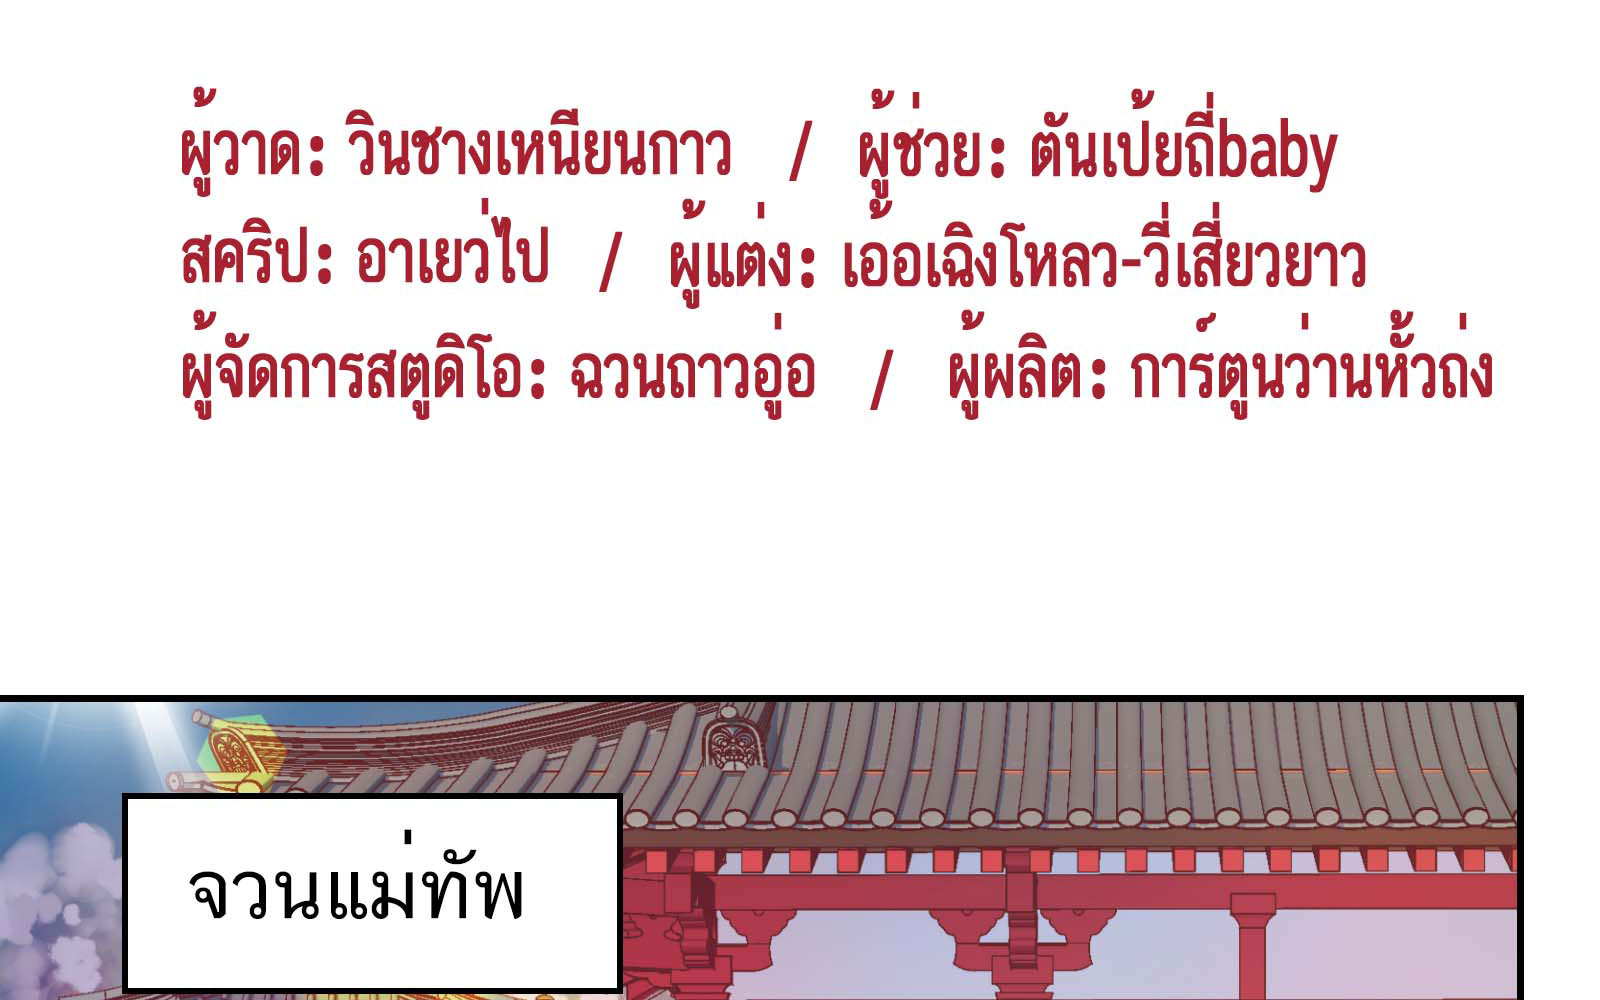 ผู้วาด: วินชางเหนียนกาว / ผู้ช่วย: ตันเป้ยถี่baby
สคริป: อาเยว่ไป / ผู้แต่ง: เอ้อเฉิงโหลว-วี่เสี่ยวยาว
ผู้จัดการสตูดิโอ: ฉวนถาวอู่อ / ผู้ผลิต: การ์ตูนว่านหั้วถ่ง
จวนแม่ทัพ